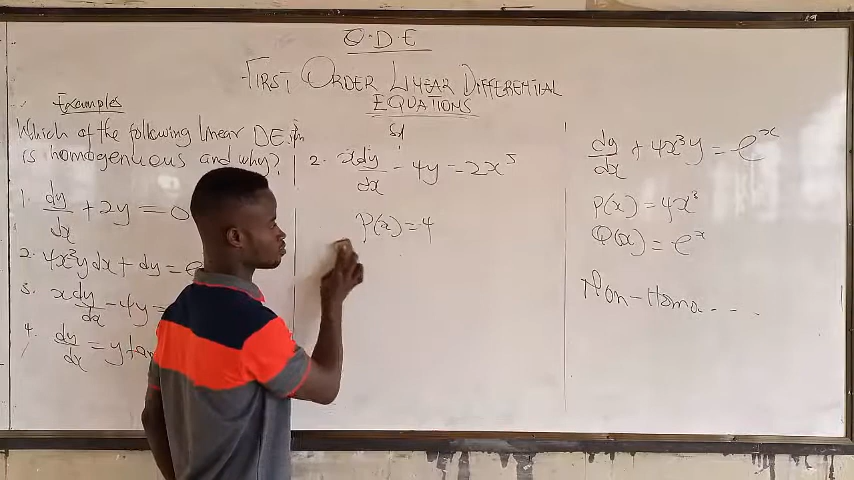 O.D.E
FIRST ORDER LINEAR DIFFERENTIAL
EQUATIONS
Examples
Which of the following linear DE
is homogenuous and why?
1. dy/dx + 2y = 0
2. 4x³y dx + dy = e
3. x dy/dx - 4y =
4. dy/dx = y tan
2. x dy/dx - 4y = 2x⁵
P(x) = 4
dy/dx + 4x³y = e^x
P(x) = 4x³
Q(x) = e^x
Non-Homo....